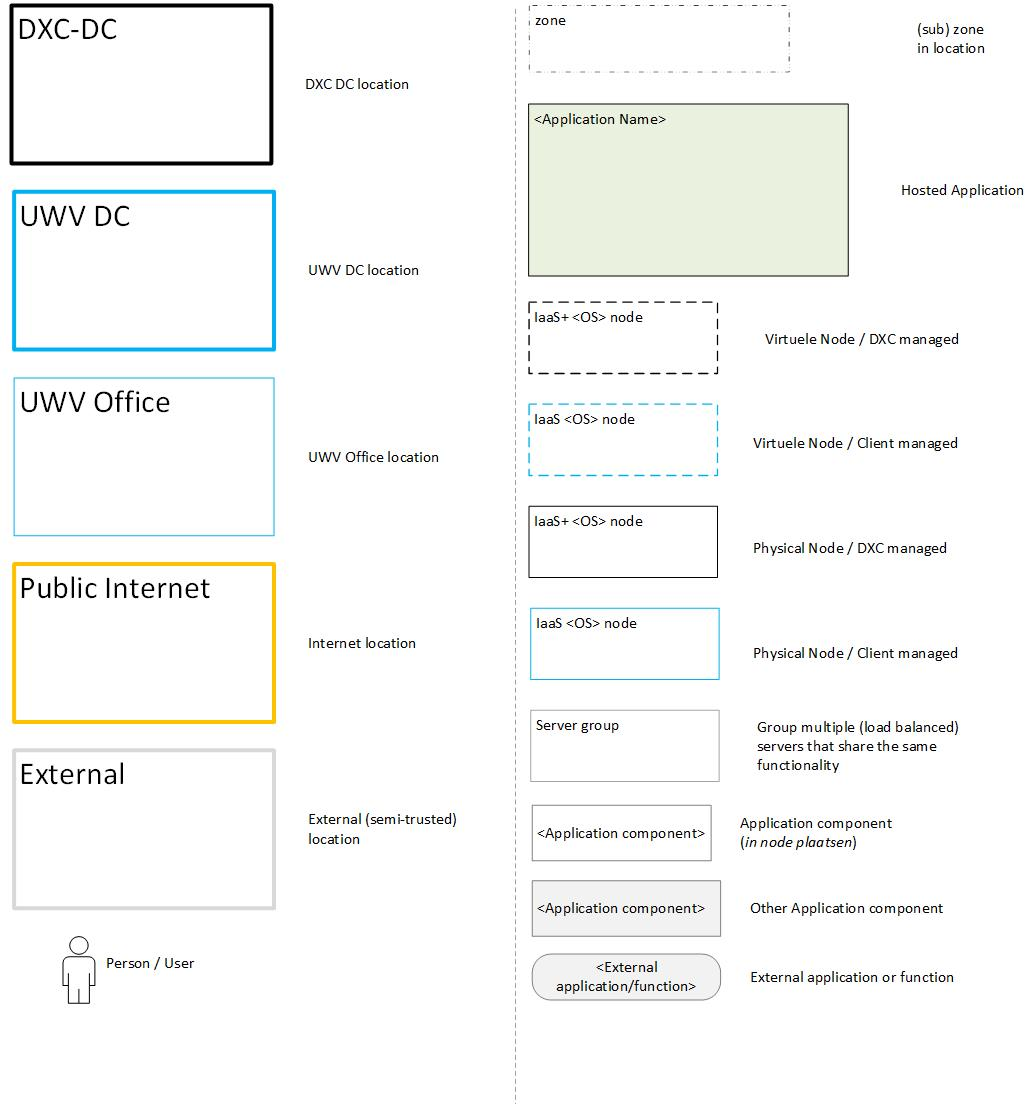 DXC-DC
DXC DC location
UWV DC
UWV DC location
UWV Office
UWV Office location
Public Internet
Internet location
External
External (semi-trusted)
location
Person / User
zone
(sub) zone
in location
<Application Name>
Hosted Application
IaaS+ <OS> node
Virtuele Node / DXC managed
IaaS <OS> node
Virtuele Node / Client managed
IaaS+ <OS> node
Physical Node / DXC managed
IaaS <OS> node
Physical Node / Client managed
Server group
Group multiple (load balanced)
servers that share the same
functionality
<Application component>
Application component
(in node plaatsen)
<Application component>
Other Application component
<External
application/function>
External application or function